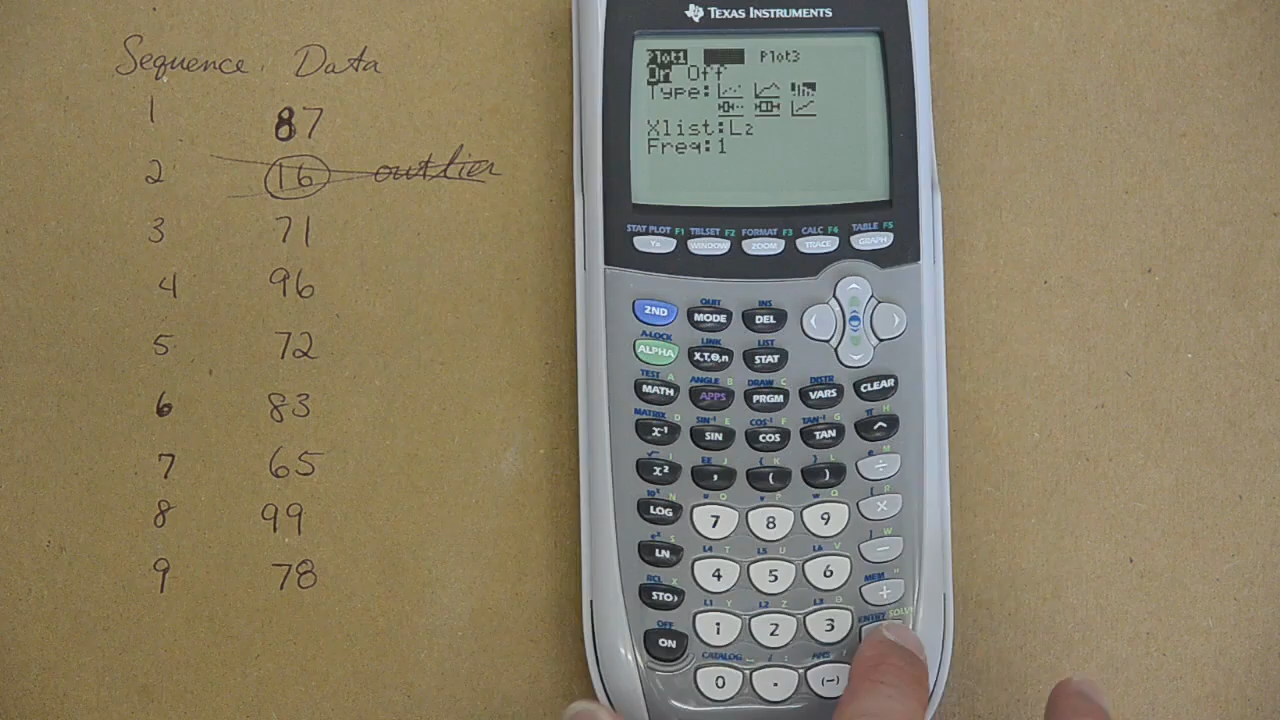 Sequence. Data
1 87
2 16 outlier
3 71
4 96
5 72
6 83
7 65
8 99
9 78
TEXAS INSTRUMENTS
Plot1 Plot3
On Off
Type:
Xlist:L2
Freq:1
STAT PLOT F1 TBLSET F2 FORMAT F3 CALC F4 TABLE F5
Y= WINDOW ZOOM TRACE GRAPH
QUIT INS
2ND MODE DEL
A-LOCK LINK LIST
ALPHA X,T,Θ,n STAT
TEST A ANGLE B DRAW C DISTR
MATH APPS PRGM VARS CLEAR
MATRIX D SIN⁻¹ E COS⁻¹ F TAN⁻¹ G π H
x⁻¹ SIN COS TAN ^
√ I EE J { K } L e M
x² , ( ) ÷
10ˣ N u O v P w Q [ R
LOG 7 8 9 ×
eˣ S L4 T L5 U L6 V ] W
LN 4 5 6 −
RCL X L1 Y L2 Z L3 Θ MEM "
STO› 1 2 3 +
OFF CATALOG i : ANS ENTRY SOLV
ON 0 . (-)